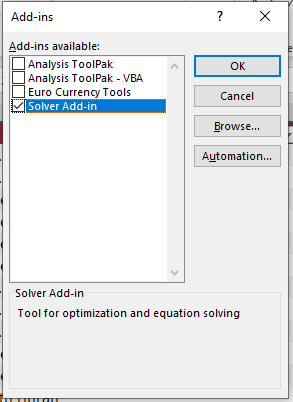 Add-ins
?
Add-ins available:
Analysis ToolPak
Analysis ToolPak - VBA
Euro Currency Tools
Solver Add-in
OK
Cancel
Browse...
Automation...
Solver Add-in
Tool for optimization and equation solving